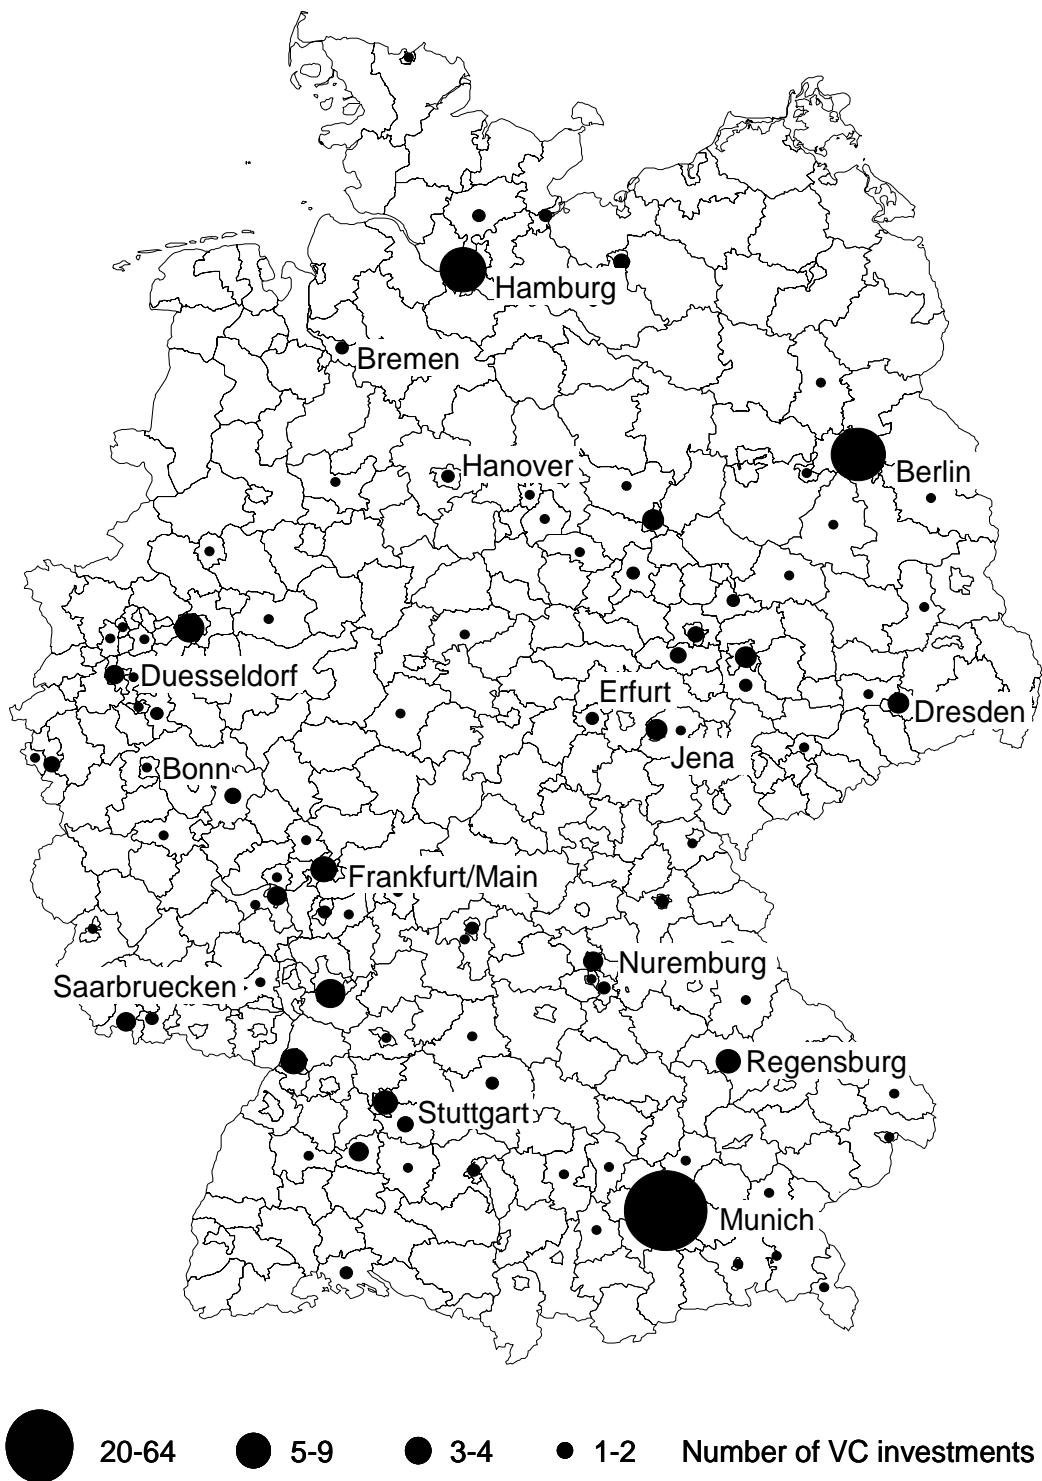 Hamburg
Bremen
Hanover
Berlin
Duesseldorf
Erfurt
Dresden
Jena
Bonn
Frankfurt/Main
Nuremburg
Saarbruecken
Regensburg
Stuttgart
Munich
20-64 5-9 3-4 1-2 Number of VC investments